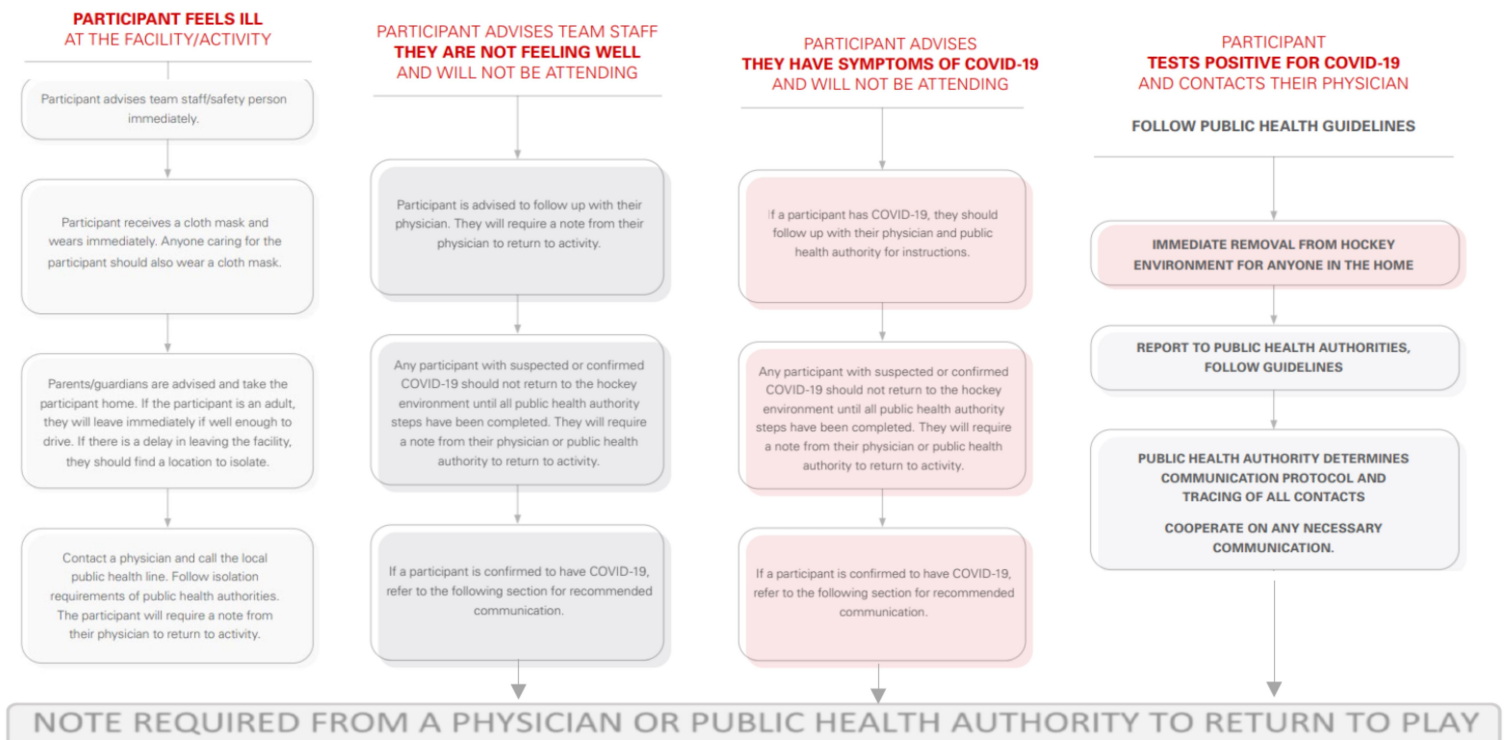 PARTICIPANT FEELS ILL
AT THE FACILITY/ACTIVITY
Participant advises team staff/safety person
immediately.
Participant receives a cloth mask and
wears immediately. Anyone caring for the
participant should also wear a cloth mask.
Parents/guardians are advised and take the
participant home. If the participant is an adult,
they will leave immediately if well enough to
drive. If there is a delay in leaving the facility,
they should find a location to isolate.
Contact a physician and call the local
public health line. Follow isolation
requirements of public health authorities.
The participant will require a note from
their physician to return to activity.
PARTICIPANT ADVISES TEAM STAFF
THEY ARE NOT FEELING WELL
AND WILL NOT BE ATTENDING
Participant is advised to follow up with their
physician. They will require a note from their
physician to return to activity.
Any participant with suspected or confirmed
COVID-19 should not return to the hockey
environment until all public health authority
steps have been completed. They will require
a note from their physician or public health
authority to return to activity.
If a participant is confirmed to have COVID-19,
refer to the following section for recommended
communication.
PARTICIPANT ADVISES
THEY HAVE SYMPTOMS OF COVID-19
AND WILL NOT BE ATTENDING
If a participant has COVID-19, they should
follow up with their physician and public
health authority for instructions.
Any participant with suspected or confirmed
COVID-19 should not return to the hockey
environment until all public health authority
steps have been completed. They will require
a note from their physician or public health
authority to return to activity.
If a participant is confirmed to have COVID-19,
refer to the following section for recommended
communication.
PARTICIPANT
TESTS POSITIVE FOR COVID-19
AND CONTACTS THEIR PHYSICIAN
FOLLOW PUBLIC HEALTH GUIDELINES
IMMEDIATE REMOVAL FROM HOCKEY
ENVIRONMENT FOR ANYONE IN THE HOME
REPORT TO PUBLIC HEALTH AUTHORITIES,
FOLLOW GUIDELINES
PUBLIC HEALTH AUTHORITY DETERMINES
COMMUNICATION PROTOCOL AND
TRACING OF ALL CONTACTS
COOPERATE ON ANY NECESSARY
COMMUNICATION.
NOTE REQUIRED FROM A PHYSICIAN OR PUBLIC HEALTH AUTHORITY TO RETURN TO PLAY